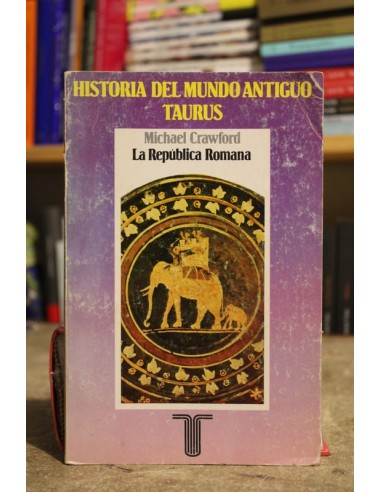 HISTORIA DEL MUNDO ANTIGUO
TAURUS
Michael Crawford
La República Romana